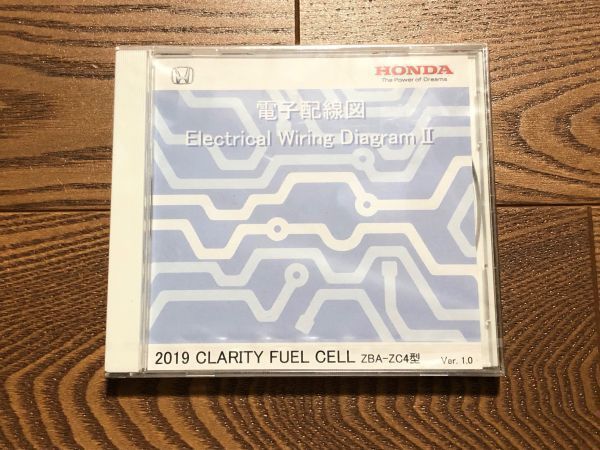 HONDA
The Power of Dreams
電子配線図
Electrical Wiring Diagram Ⅱ
2019 CLARITY FUEL CELL ZBA-ZC4型 Ver. 1.0